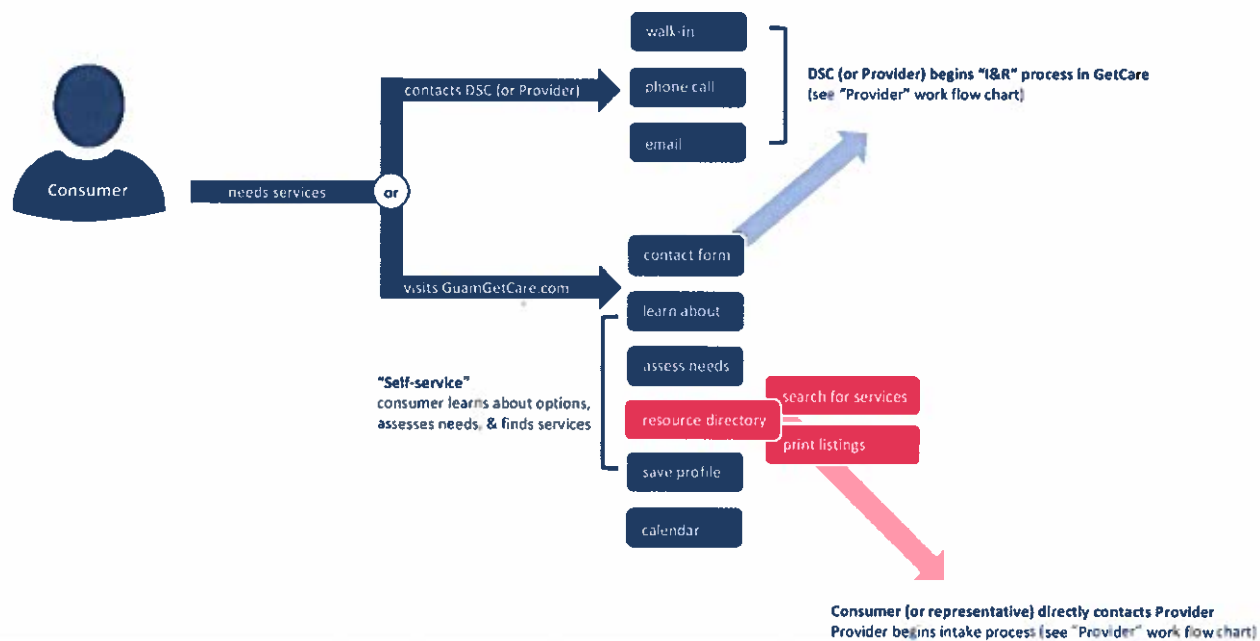 Consumer
needs services
or
contacts DSC (or Provider)
walk-in
phone call
email
DSC (or Provider) begins "I&R" process in GetCare
(see "Provider" work flow chart)
visits GuamGetCare.com
contact form
learn about
assess needs
resource directory
save profile
calendar
"Self-service"
consumer learns about options,
assesses needs, & finds services
search for services
print listings
Consumer (or representative) directly contacts Provider
Provider begins intake process (see "Provider" work flow chart)